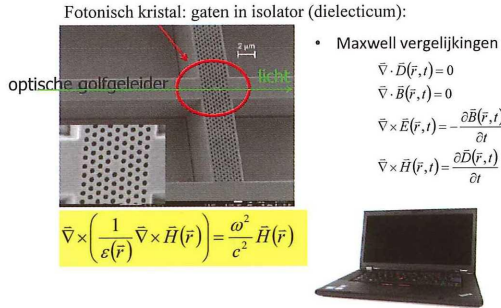 Fotonisch kristal: gaten in isolator (dielecticum):
2 µm
optische golfgeleider
licht
• Maxwell vergelijkingen
∇⃗ · D⃗(r⃗,t) = 0
∇⃗ · B⃗(r⃗,t) = 0
∇⃗ × E⃗(r⃗,t) = −∂B⃗(r⃗,t)/∂t
∇⃗ × H⃗(r⃗,t) = ∂D⃗(r⃗,t)/∂t
∇⃗ × (1/ε(r⃗) ∇⃗ × H⃗(r⃗)) = ω²/c² H⃗(r⃗)